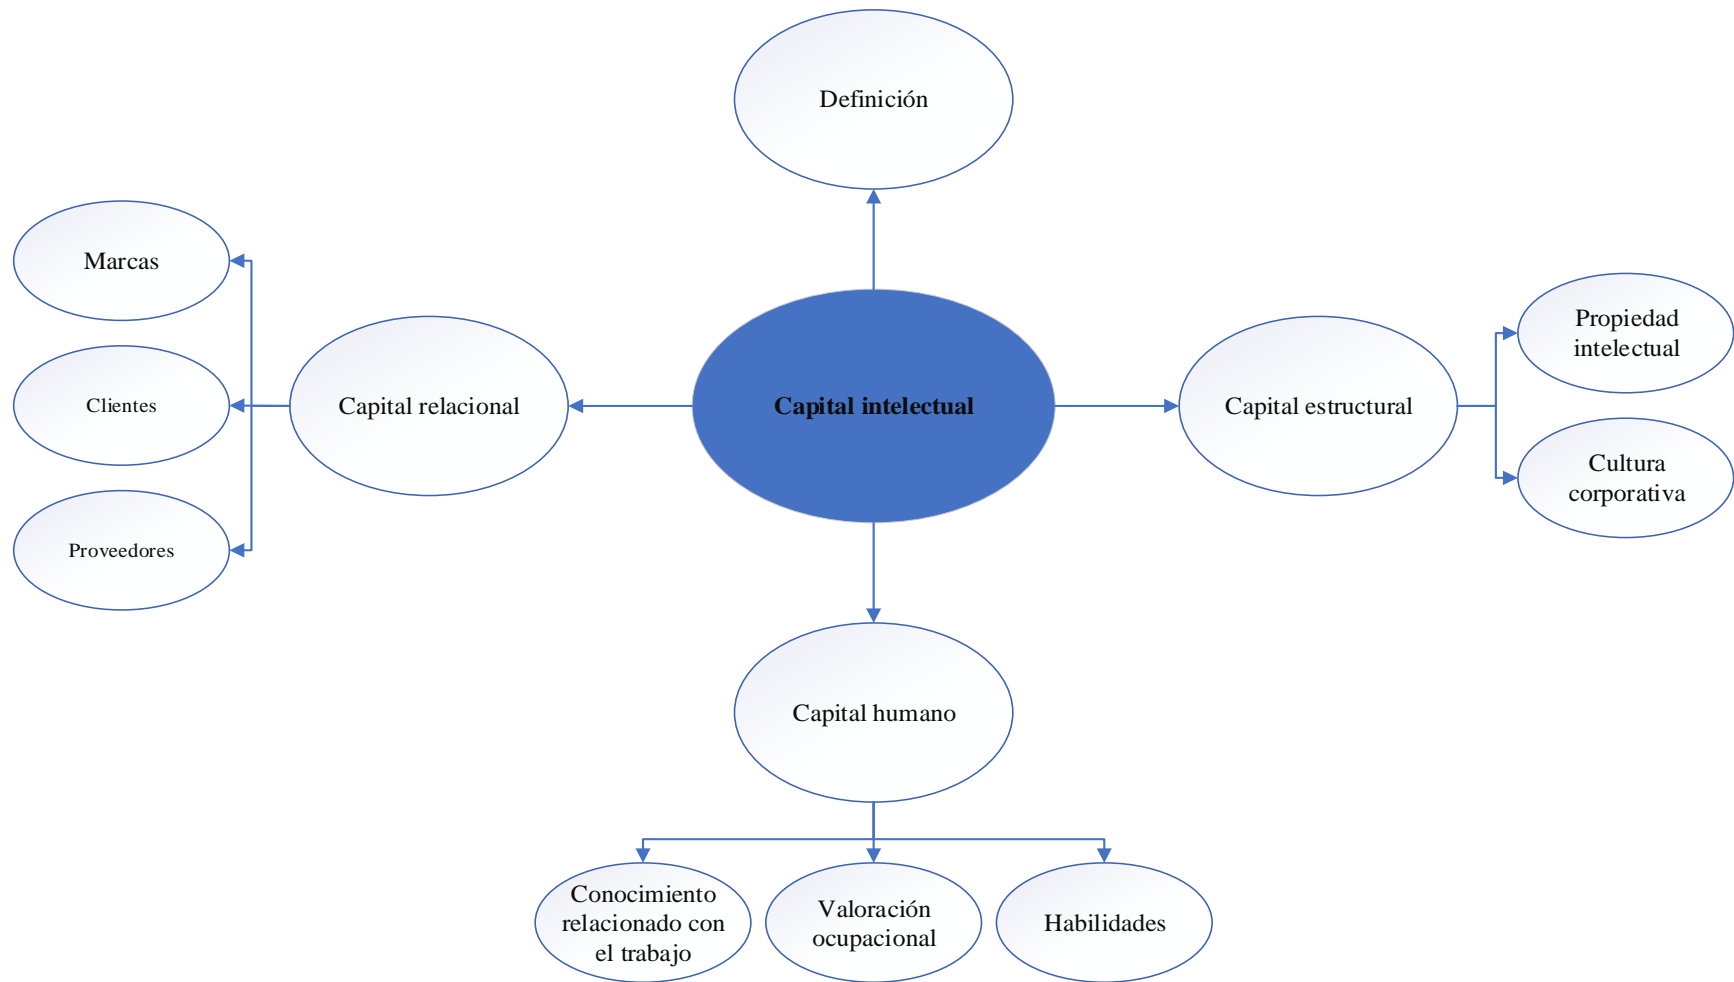 Definición
Marcas
Clientes
Proveedores
Capital relacional
Capital intelectual
Capital estructural
Propiedad
intelectual
Cultura
corporativa
Capital humano
Conocimiento
relacionado con
el trabajo
Valoración
ocupacional
Habilidades